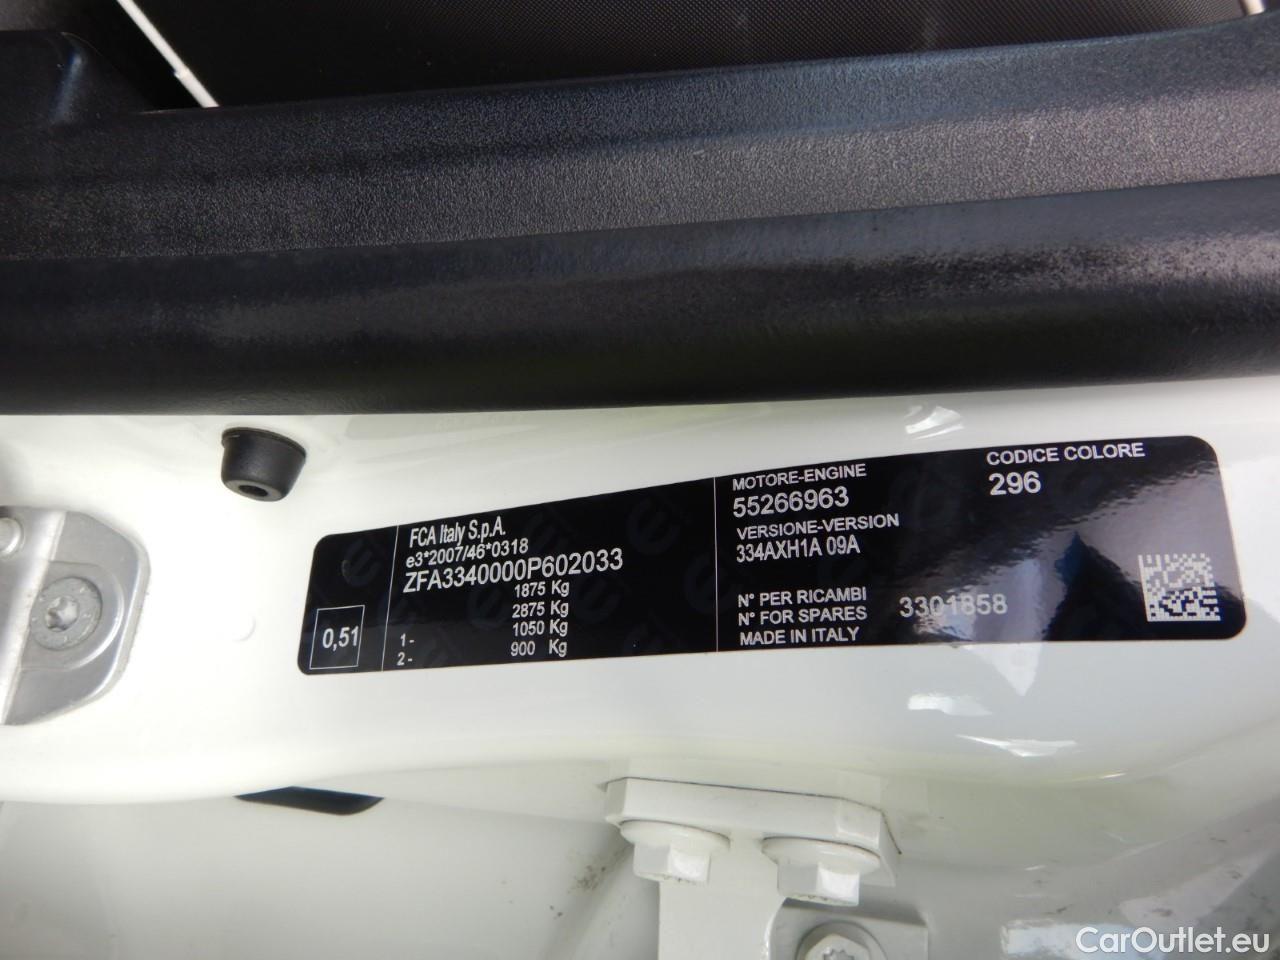 FCA Italy S.p.A.
e3*2007/46*0318
ZFA3340000P602033
1875 Kg
2875 Kg
1- 1050 Kg
2- 900 Kg
0,51
MOTORE-ENGINE
55266963
VERSIONE-VERSION
334AXH1A 09A
N° PER RICAMBI
N° FOR SPARES 3301858
MADE IN ITALY
CODICE COLORE
296
CarOutlet.eu